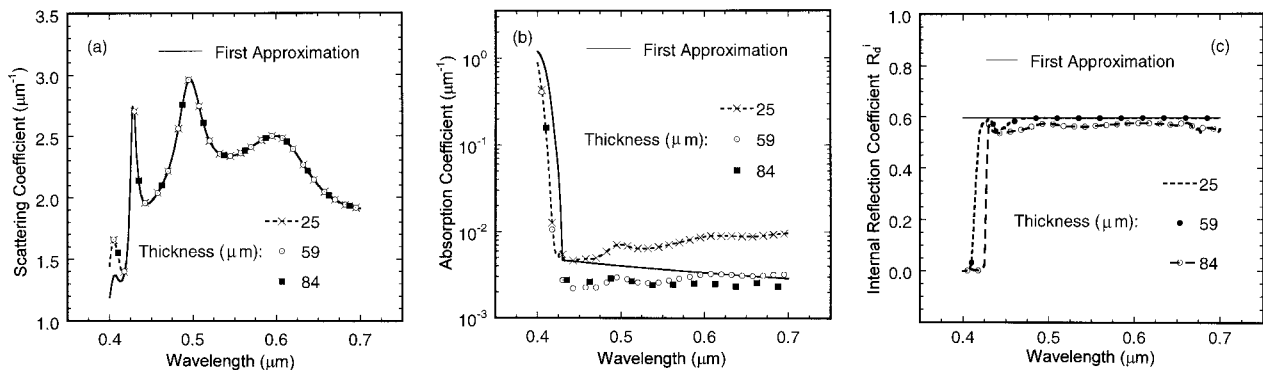 (a)
First Approximation
Scattering Coefficient (μm⁻¹)
3.5
3.0
2.5
2.0
1.5
1.0
Thickness (μm):
25
59
84
0.4
0.5
0.6
0.7
Wavelength (μm)
(b)
First Approximation
Absorption Coefficient (μm⁻¹)
10⁰
10⁻¹
10⁻²
10⁻³
Thickness (μm):
25
59
84
0.4
0.5
0.6
0.7
Wavelength (μm)
(c)
First Approximation
Internal Reflection Coefficient R_d^i
1.0
0.8
0.6
0.4
0.2
0.0
Thickness (μm):
25
59
84
0.4
0.5
0.6
0.7
Wavelength (μm)